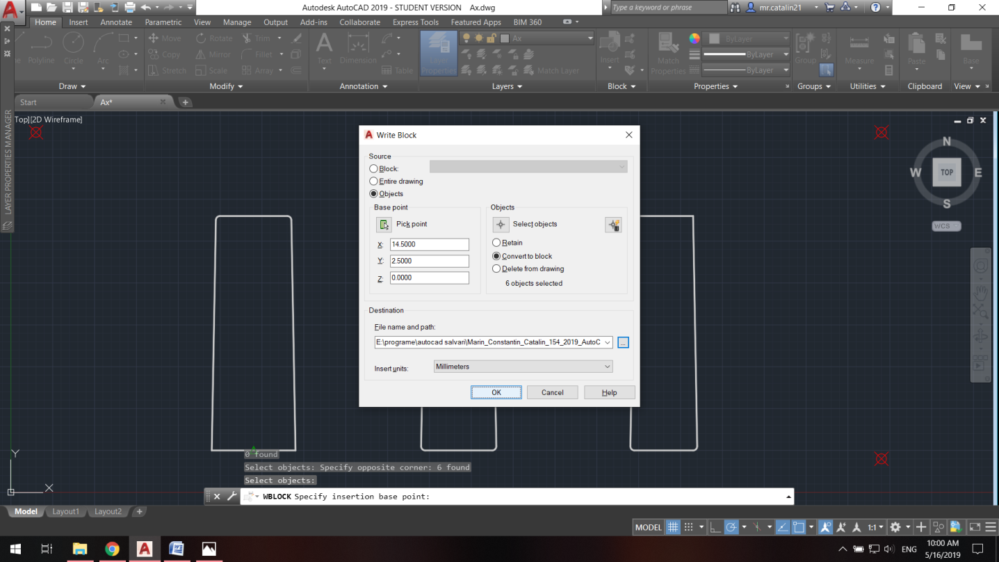 Autodesk AutoCAD 2019 - STUDENT VERSION Ax.dwg
Type a keyword or phrase
mr.catalin21
Home Insert Annotate Parametric View Manage Output Add-ins Collaborate Express Tools Featured Apps BIM 360
Polyline Circle Arc
Move Rotate Trim
Copy Mirror Fillet
Stretch Scale Array
Text Dimension
Table
Layer Properties
Ax
Match Layer
Insert
Match Properties
ByLayer
ByLayer
ByLayer
Group
Measure
Paste
Base
Draw Modify Annotation Layers Block Properties Groups Utilities Clipboard View
Start Ax*
Top][2D Wireframe]
LAYER PROPERTIES MANAGER
N
W TOP E
S
WCS
Write Block
Source
Block:
Entire drawing
Objects
Base point
Pick point
X: 14.5000
Y: 2.5000
Z: 0.0000
Objects
Select objects
Retain
Convert to block
Delete from drawing
6 objects selected
Destination
File name and path:
E:\programe\autocad salvari\Marin_Constantin_Catalin_154_2019_AutoC
...
Insert units: Millimeters
OK Cancel Help
Y
X
0 found
Select objects: Specify opposite corner: 6 found
Select objects:
WBLOCK Specify insertion base point:
Model Layout1 Layout2
MODEL 1:1
ENG
10:00 AM
5/16/2019